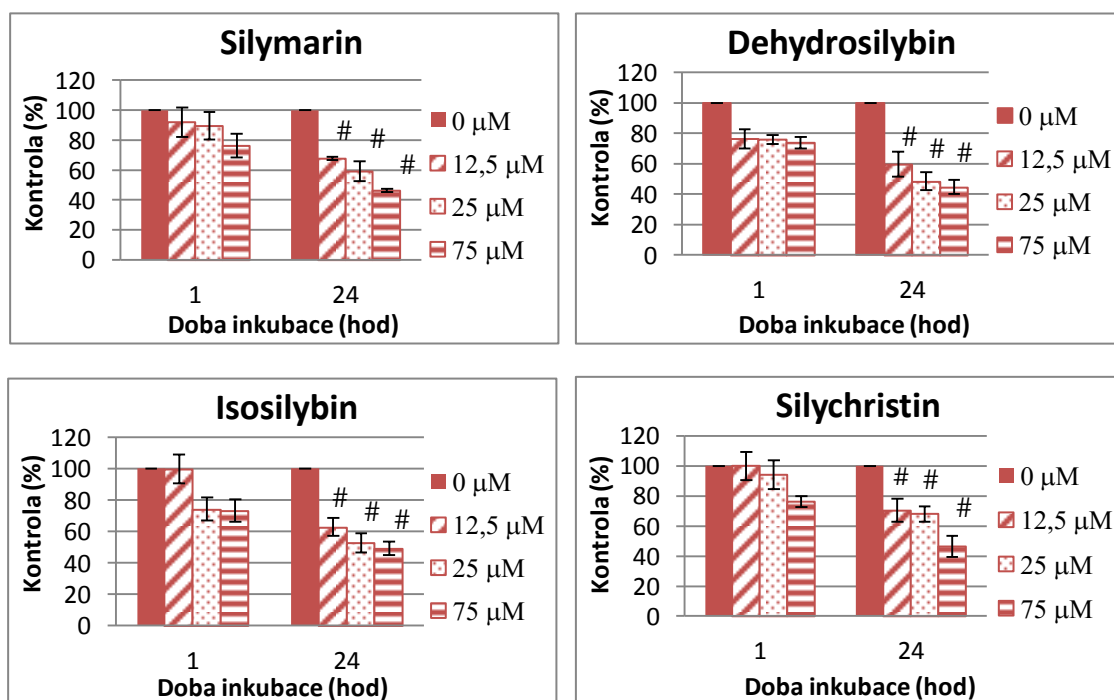 Silymarin
Kontrola (%)
120
100
80
60
40
20
0
# # #
1 24
Doba inkubace (hod)
0 µM
12,5 µM
25 µM
75 µM
Dehydrosilybin
Kontrola (%)
120
100
80
60
40
20
0
# # #
1 24
Doba inkubace (hod)
0 µM
12,5 µM
25 µM
75 µM
Isosilybin
Kontrola (%)
120
100
80
60
40
20
0
# # #
1 24
Doba inkubace (hod)
0 µM
12,5 µM
25 µM
75 µM
Silychristin
Kontrola (%)
120
100
80
60
40
20
0
# # #
1 24
Doba inkubace (hod)
0 µM
12,5 µM
25 µM
75 µM